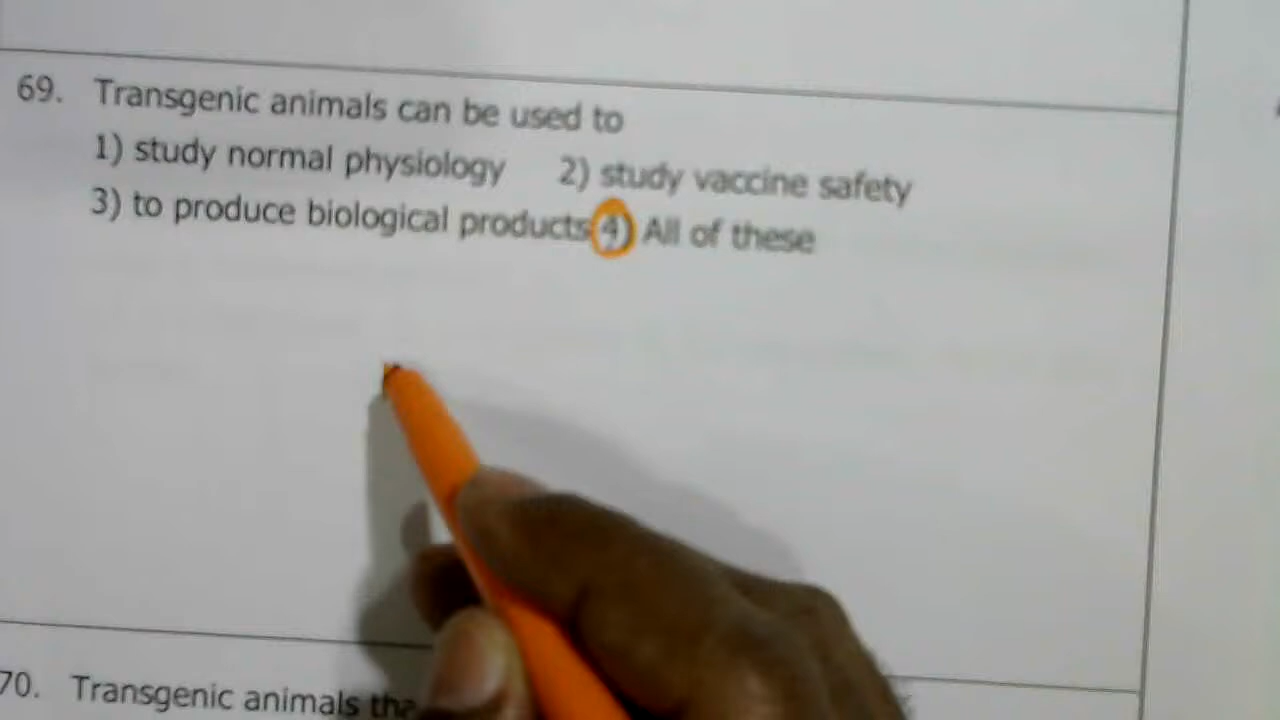 69. Transgenic animals can be used to
1) study normal physiology 2) study vaccine safety
3) to produce biological products 4) All of these
70. Transgenic animals